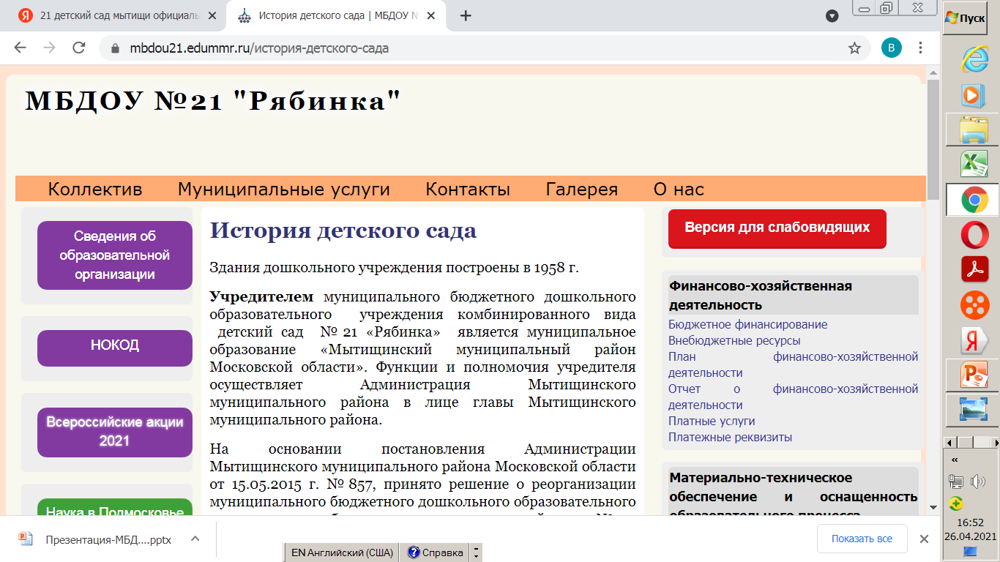 21 детский сад мытищи официаль
История детского сада | МБДОУ №
mbdou21.edummr.ru/история-детского-сада
В
Пуск
МБДОУ №21 "Рябинка"
Коллектив Муниципальные услуги Контакты Галерея О нас
Сведения об
образовательной
организации
НОКОД
Всероссийские акции
2021
Наука в Подмосковье
История детского сада
Здания дошкольного учреждения построены в 1958 г.
Учредителем муниципального бюджетного дошкольного
образовательного учреждения комбинированного вида
детский сад № 21 «Рябинка» является муниципальное
образование «Мытищинский муниципальный район
Московской области». Функции и полномочия учредителя
осуществляет Администрация Мытищинского
муниципального района в лице главы Мытищинского
муниципального района.
На основании постановления Администрации
Мытищинского муниципального района Московской области
от 15.05.2015 г. № 857, принято решение о реорганизации
муниципального бюджетного дошкольного образовательного
Версия для слабовидящих
Финансово-хозяйственная
деятельность
Бюджетное финансирование
Внебюджетные ресурсы
План финансово-хозяйственной
деятельности
Отчет о финансово-хозяйственной
деятельности
Платные услуги
Платежные реквизиты
Материально-техническое
обеспечение и оснащенность
образовательного процесса
Презентация-МБД....pptx
EN Английский (США) Справка
Показать все
16:52
26.04.2021